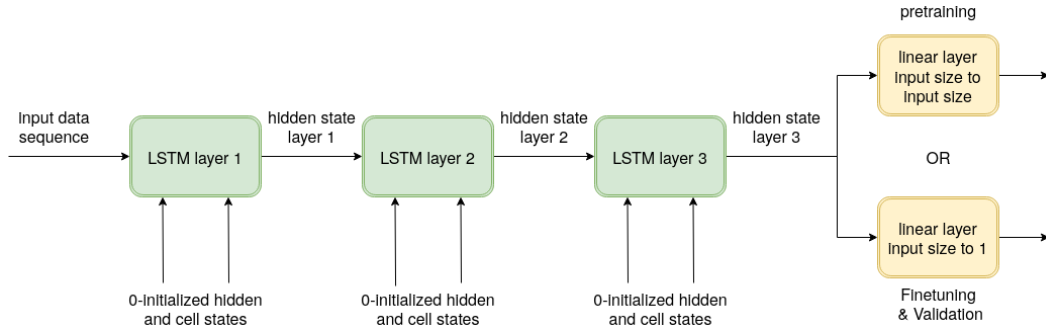 pretraining
linear layer
input size to
input size
input data
sequence
LSTM layer 1
hidden state
layer 1
LSTM layer 2
hidden state
layer 2
LSTM layer 3
hidden state
layer 3
OR
linear layer
input size to 1
Finetuning
& Validation
0-initialized hidden
and cell states
0-initialized hidden
and cell states
0-initialized hidden
and cell states